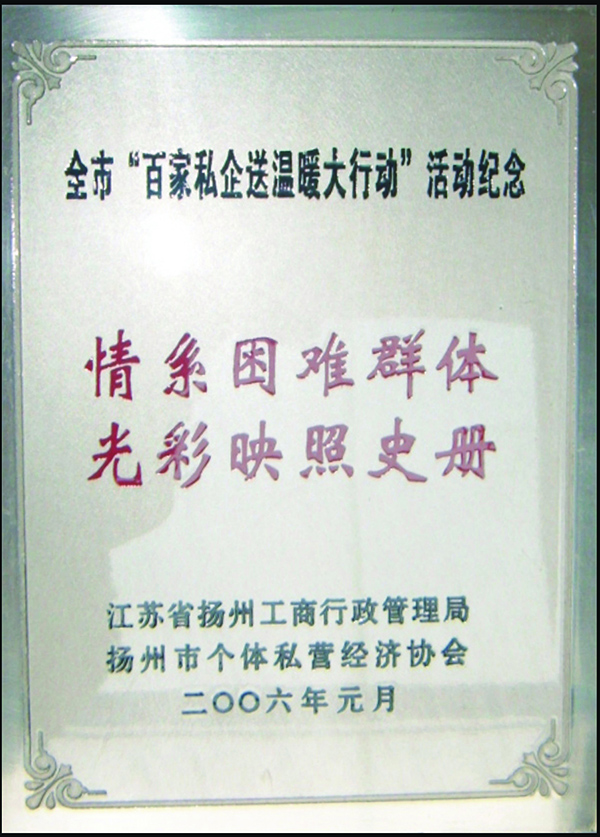 全市“百家私企送温暖大行动”活动纪念
情系困难群体
光彩映照史册
江苏省扬州工商行政管理局
扬州市个体私营经济协会
二〇〇六年元月